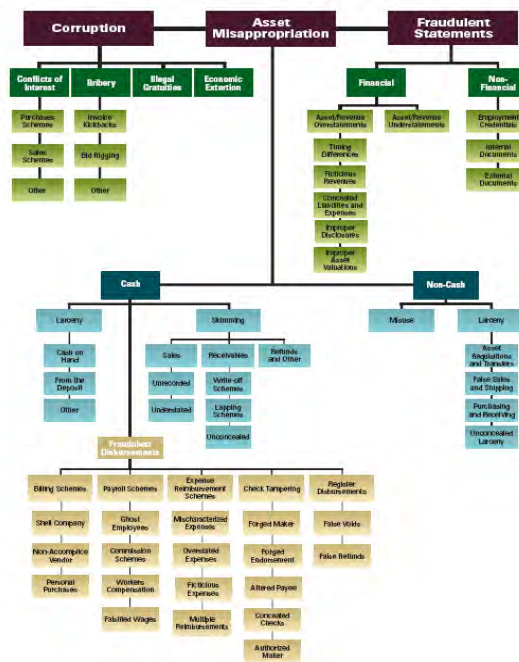 Corruption
Asset
Misappropriation
Fraudulent
Statements
Conflicts of
Interest
Bribery
Illegal
Gratuities
Economic
Extortion
Financial
Non-
Financial
Purchases
Schemes
Sales
Schemes
Other
Invoice
Kickbacks
Bid Rigging
Other
Asset/Revenue
Overstatements
Asset/Revenue
Understatements
Timing
Differences
Ficticious
Revenues
Concealed
Liabilities and
Expenses
Improper
Disclosures
Improper
Asset
Valuations
Employment
Credentials
Internal
Documents
External
Documents
Cash
Non-Cash
Larceny
Cash on
Hand
From the
Deposit
Other
Skimming
Sales
Receivables
Refunds
and Other
Unrecorded
Understated
Write-off
Schemes
Lapping
Schemes
Unconcealed
Misuse
Larceny
Asset
Requisitions
and Transfers
False Sales
and Shipping
Purchasing
and Receiving
Unconcealed
Larceny
Fraudulent
Disbursements
Billing Schemes
Shell Company
Non-Accomplice
Vendor
Personal
Purchases
Payroll Schemes
Ghost
Employees
Commission
Schemes
Workers
Compensation
Falsified Wages
Expense
Reimbursement
Schemes
Mischaracterized
Expenses
Overstated
Expenses
Ficticious
Expenses
Multiple
Reimbursements
Check Tampering
Forged Maker
Forged
Endorsement
Altered Payee
Concealed
Checks
Authorized
Maker
Register
Disbursements
False Voids
False Refunds